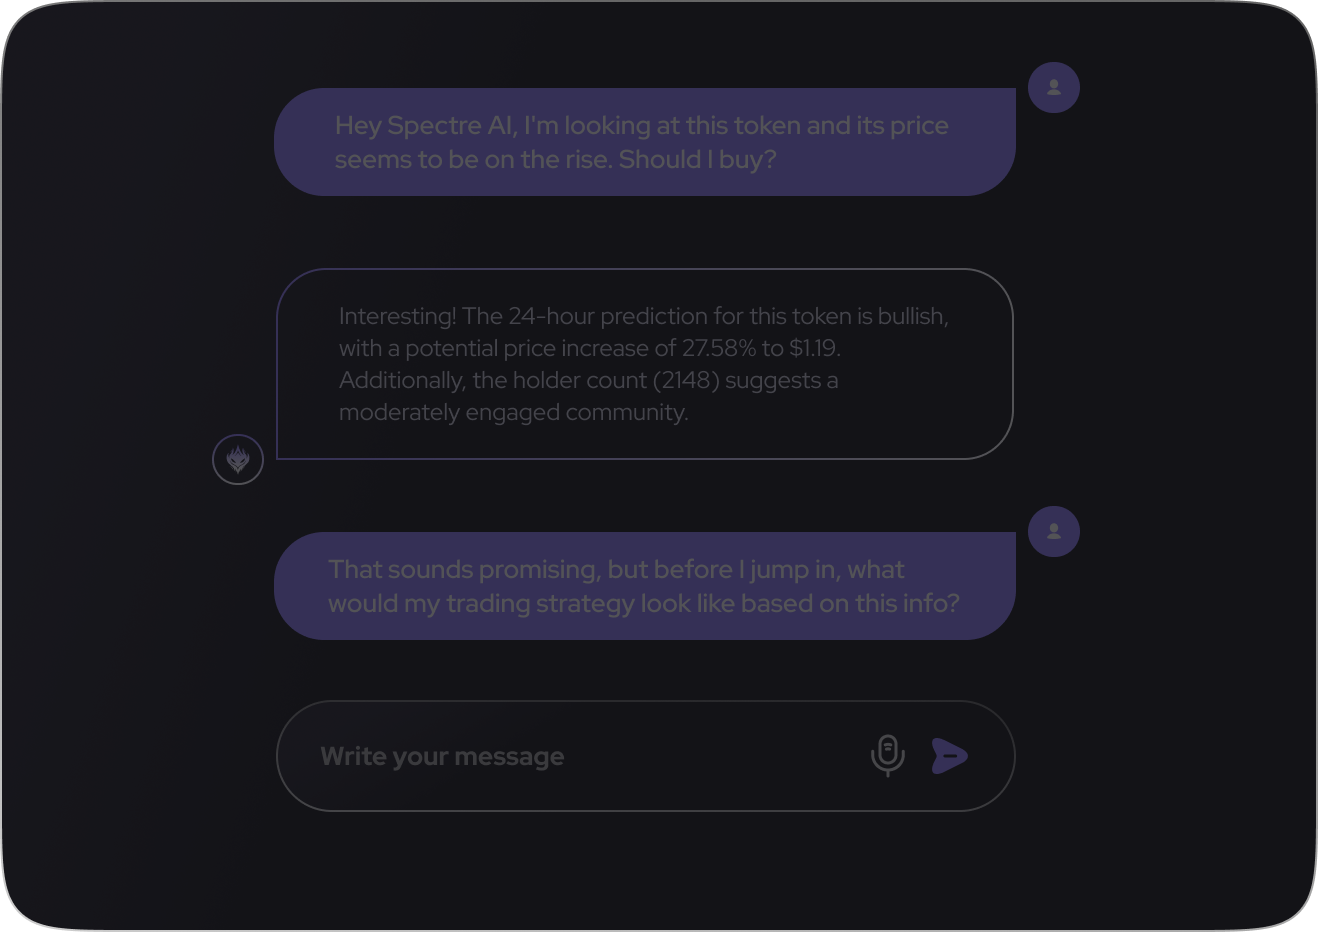 Hey Spectre AI, I'm looking at this token and its price
seems to be on the rise. Should I buy?
Interesting! The 24-hour prediction for this token is bullish,
with a potential price increase of 27.58% to $1.19.
Additionally, the holder count (2148) suggests a
moderately engaged community.
That sounds promising, but before I jump in, what
would my trading strategy look like based on this info?
Write your message